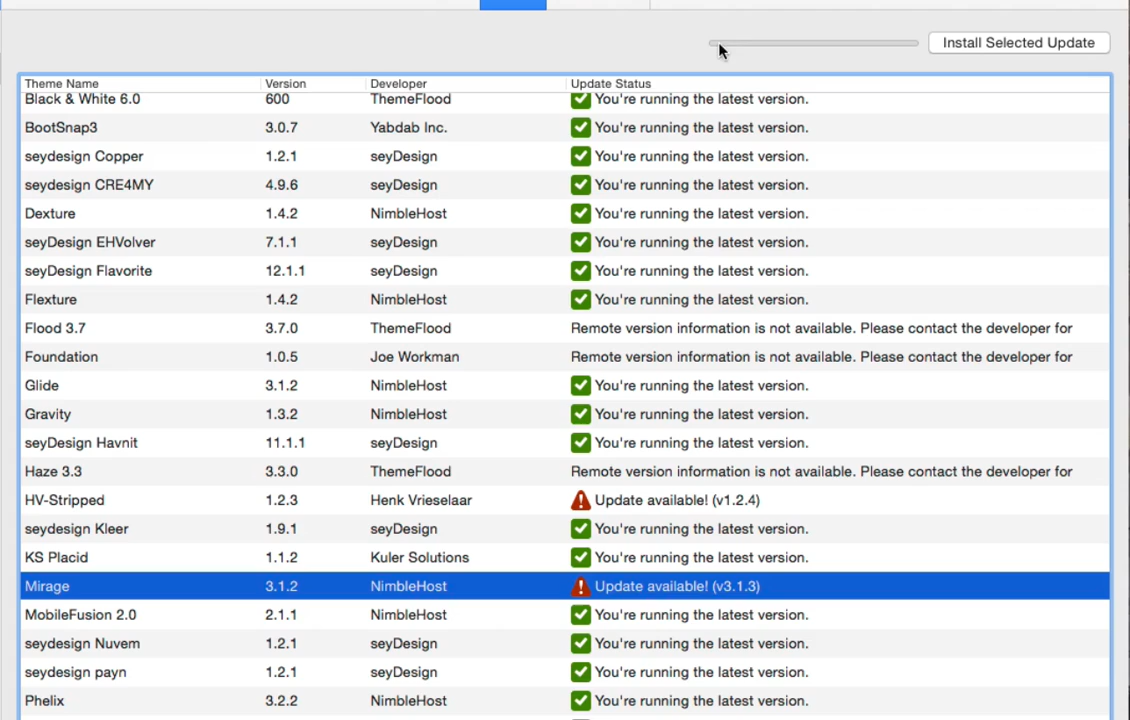 Install Selected Update
Theme Name Version Developer Update Status
Black & White 6.0 600 ThemeFlood You're running the latest version.
BootSnap3 3.0.7 Yabdab Inc. You're running the latest version.
seydesign Copper 1.2.1 seyDesign You're running the latest version.
seydesign CRE4MY 4.9.6 seyDesign You're running the latest version.
Dexture 1.4.2 NimbleHost You're running the latest version.
seyDesign EHVolver 7.1.1 seyDesign You're running the latest version.
seyDesign Flavorite 12.1.1 seyDesign You're running the latest version.
Flexture 1.4.2 NimbleHost You're running the latest version.
Flood 3.7 3.7.0 ThemeFlood Remote version information is not available. Please contact the developer for
Foundation 1.0.5 Joe Workman Remote version information is not available. Please contact the developer for
Glide 3.1.2 NimbleHost You're running the latest version.
Gravity 1.3.2 NimbleHost You're running the latest version.
seyDesign Havnit 11.1.1 seyDesign You're running the latest version.
Haze 3.3 3.3.0 ThemeFlood Remote version information is not available. Please contact the developer for
HV-Stripped 1.2.3 Henk Vrieselaar Update available! (v1.2.4)
seydesign Kleer 1.9.1 seyDesign You're running the latest version.
KS Placid 1.1.2 Kuler Solutions You're running the latest version.
Mirage 3.1.2 NimbleHost Update available! (v3.1.3)
MobileFusion 2.0 2.1.1 NimbleHost You're running the latest version.
seydesign Nuvem 1.2.1 seyDesign You're running the latest version.
seydesign payn 1.2.1 seyDesign You're running the latest version.
Phelix 3.2.2 NimbleHost You're running the latest version.